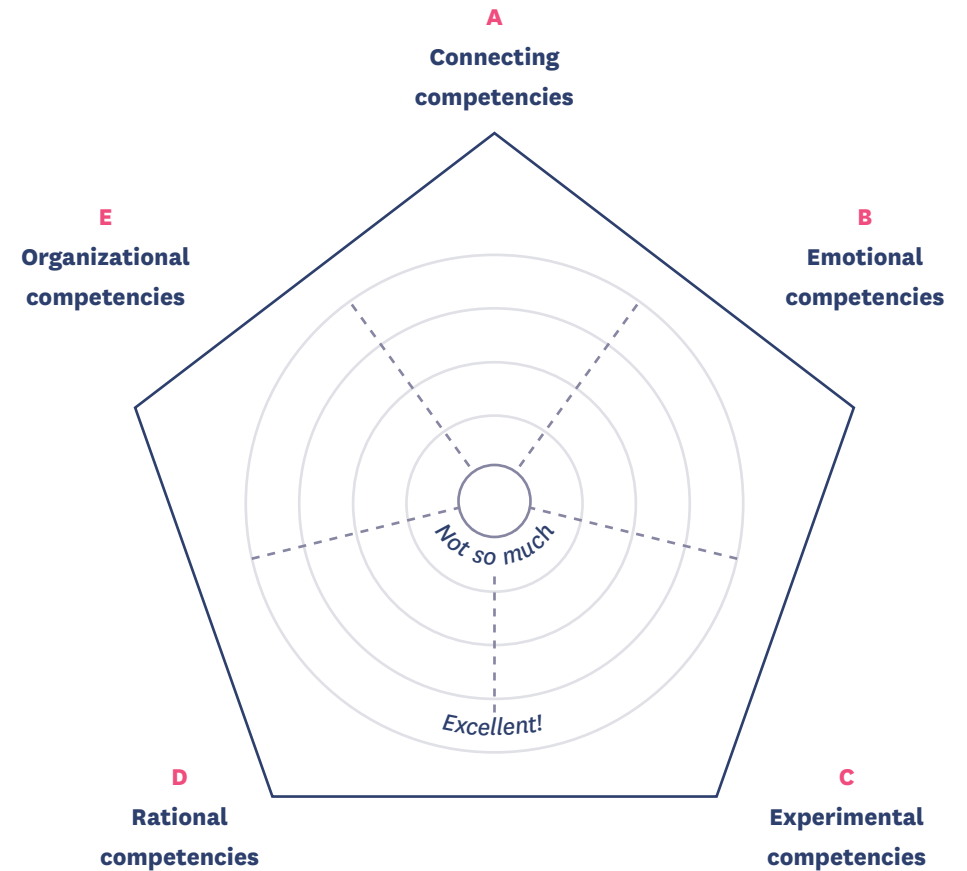 A
Connecting
competencies
E
Organizational
competencies
B
Emotional
competencies
Not so much
Excellent!
D
Rational
competencies
C
Experimental
competencies